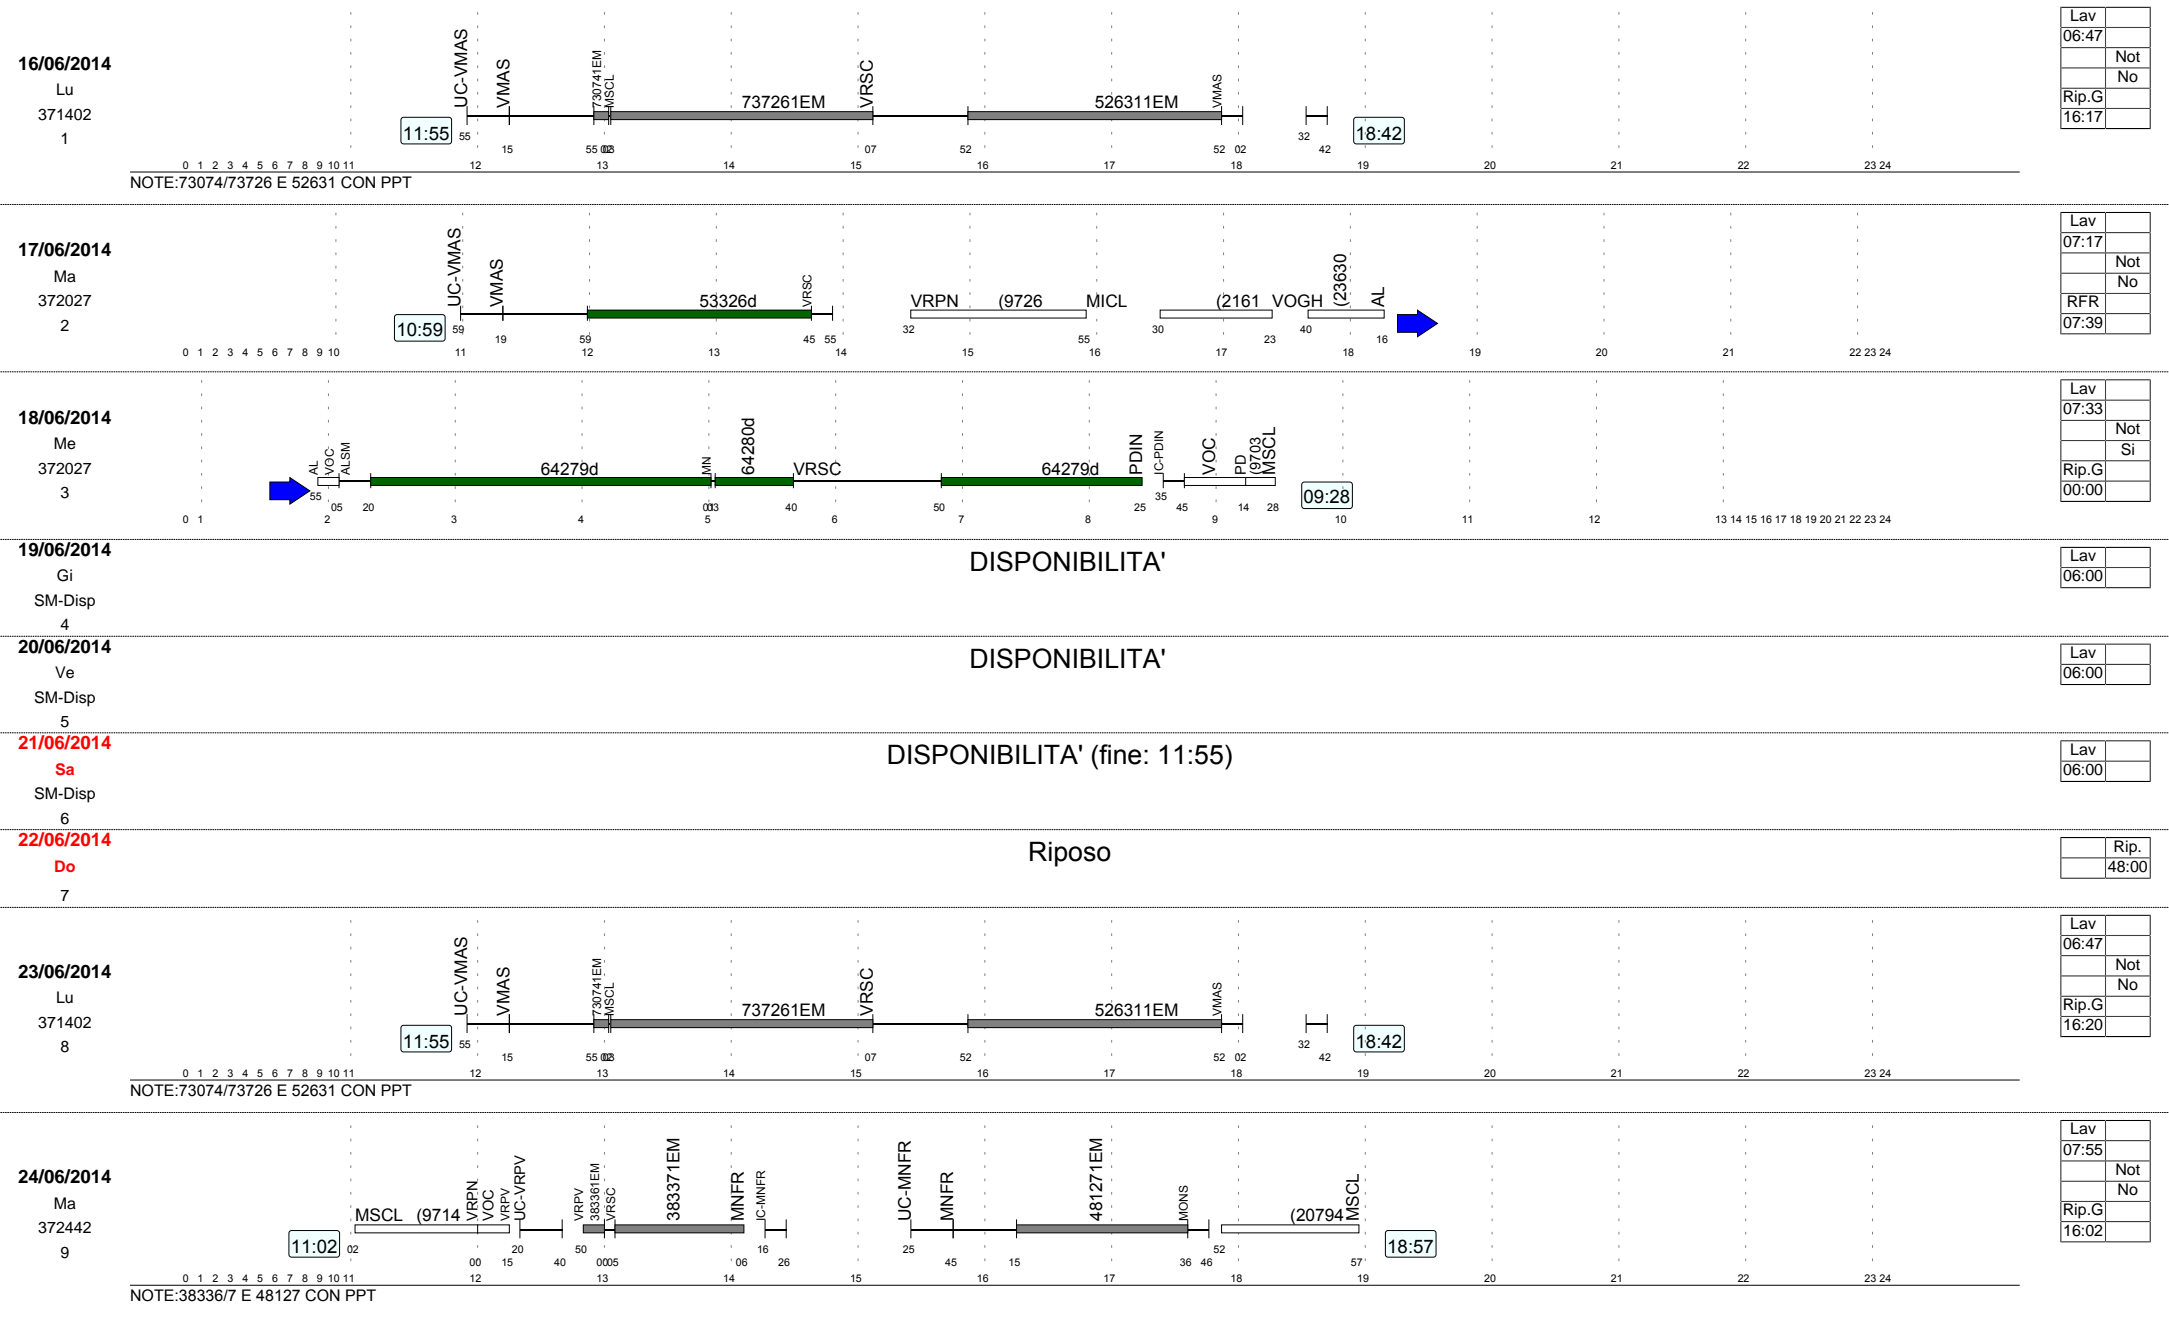 16/06/2014
Lu
371402
1
11:55
UC-VMAS VMAS 730741EM MSCL 737261EM VRSC 526311EM VMAS
18:42
55 15 55 02 03 07 52 52 02 32 42
0 1 2 3 4 5 6 7 8 9 10 11 12 13 14 15 16 17 18 19 20 21 22 23 24
NOTE:73074/73726 E 52631 CON PPT
Lav
06:47
Not
No
Rip.G
16:17
17/06/2014
Ma
372027
2
10:59
UC-VMAS VMAS 53326d VRSC VRPN (9726 MICL (2161 VOGH (23630 AL
59 19 59 45 55 32 55 30 23 40 16
0 1 2 3 4 5 6 7 8 9 10 11 12 13 14 15 16 17 18 19 20 21 22 23 24
Lav
07:17
Not
No
RFR
07:39
18/06/2014
Me
372027
3
AL VOC ALSM 64279d MN 64280d VRSC 64279d PDIN IC-PDIN VOC PD (9703 MSCL
09:28
55 05 20 01 03 40 50 25 35 45 14 28
0 1 2 3 4 5 6 7 8 9 10 11 12 13 14 15 16 17 18 19 20 21 22 23 24
Lav
07:33
Not
Si
Rip.G
00:00
19/06/2014
Gi
SM-Disp
4
DISPONIBILITA'
Lav
06:00
20/06/2014
Ve
SM-Disp
5
DISPONIBILITA'
Lav
06:00
21/06/2014
Sa
SM-Disp
6
DISPONIBILITA' (fine: 11:55)
Lav
06:00
22/06/2014
Do
7
Riposo
Rip.
48:00
23/06/2014
Lu
371402
8
11:55
UC-VMAS VMAS 730741EM MSCL 737261EM VRSC 526311EM VMAS
18:42
55 15 55 02 03 07 52 52 02 32 42
0 1 2 3 4 5 6 7 8 9 10 11 12 13 14 15 16 17 18 19 20 21 22 23 24
NOTE:73074/73726 E 52631 CON PPT
Lav
06:47
Not
No
Rip.G
16:20
24/06/2014
Ma
372442
9
11:02
MSCL (9714 VRPN VOC VRPV UC-VRPV VRPV 383361EM VRSC 383371EM MNFR IC-MNFR UC-MNFR MNFR 481271EM MONS (20794 MSCL
18:57
02 00 15 20 40 50 00 05 06 16 26 25 45 15 36 46 52 57
0 1 2 3 4 5 6 7 8 9 10 11 12 13 14 15 16 17 18 19 20 21 22 23 24
NOTE:38336/7 E 48127 CON PPT
Lav
07:55
Not
No
Rip.G
16:02